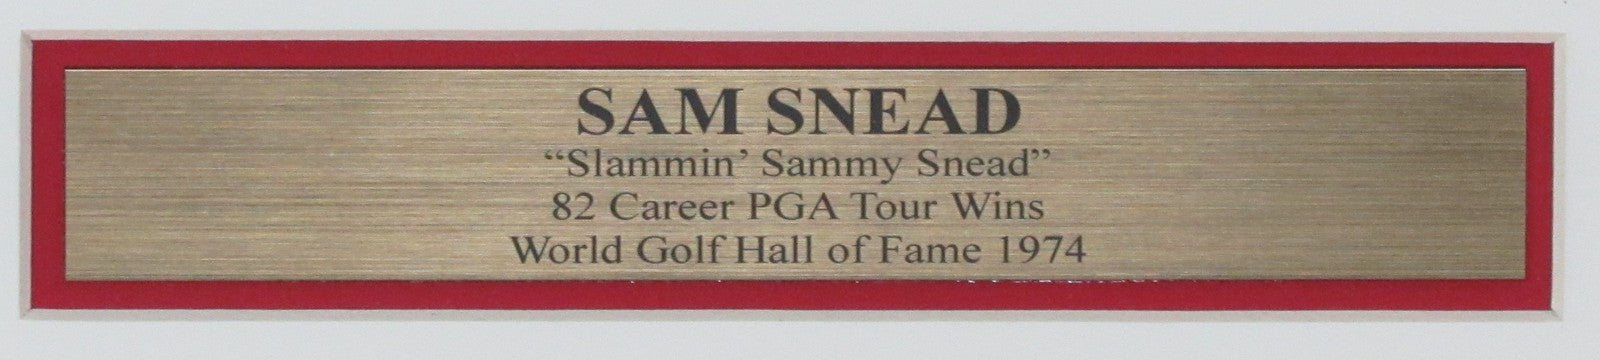 SAM SNEAD
“Slammin’ Sammy Snead”
82 Career PGA Tour Wins
World Golf Hall of Fame 1974